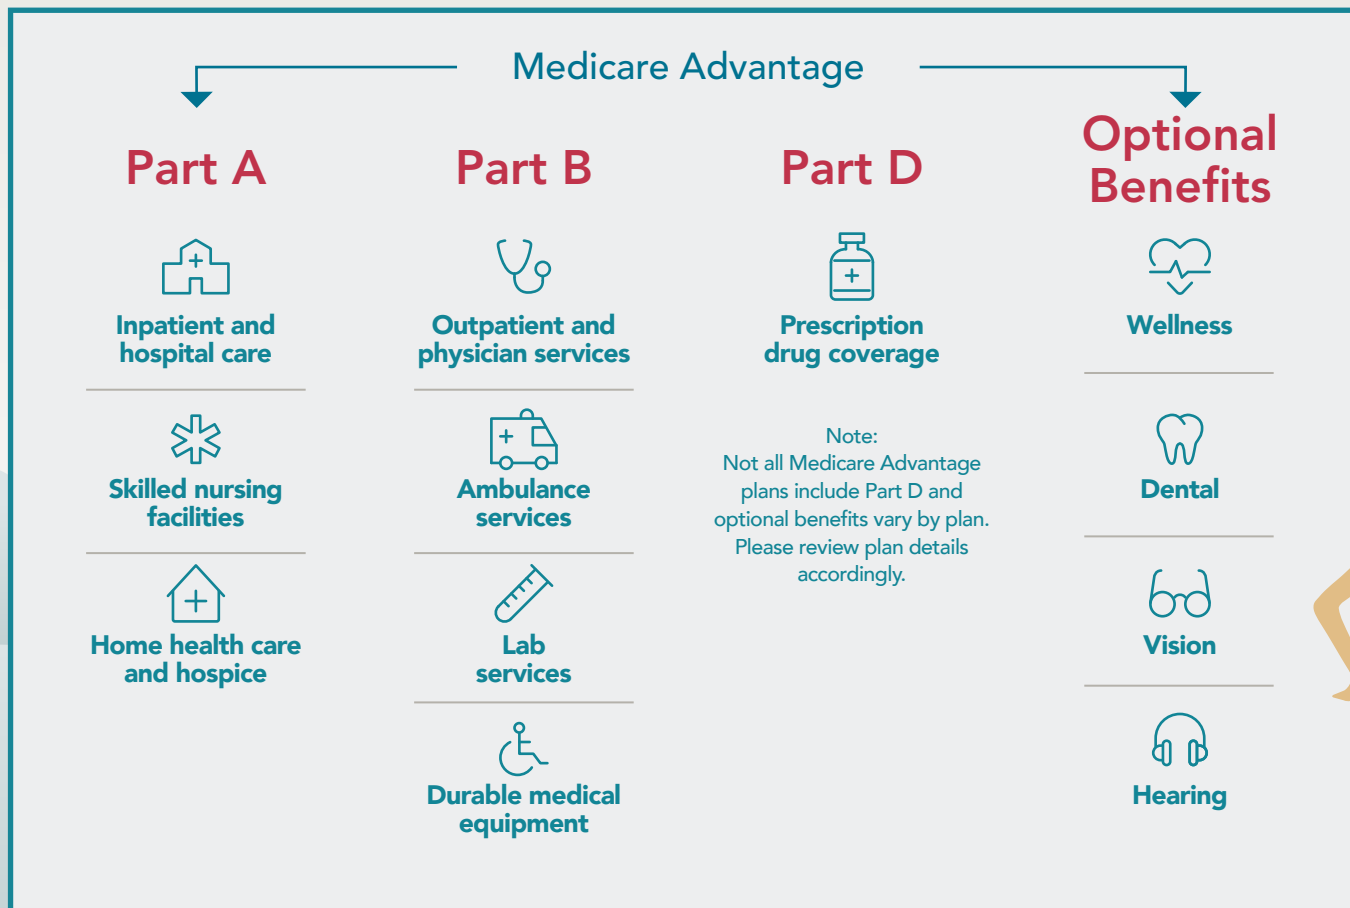 Medicare Advantage
Part A
Inpatient and
hospital care
Skilled nursing
facilities
Home health care
and hospice
Part B
Outpatient and
physician services
Ambulance
services
Lab
services
Durable medical
equipment
Part D
Prescription
drug coverage
Note:
Not all Medicare Advantage
plans include Part D and
optional benefits vary by plan.
Please review plan details
accordingly.
Optional
Benefits
Wellness
Dental
Vision
Hearing